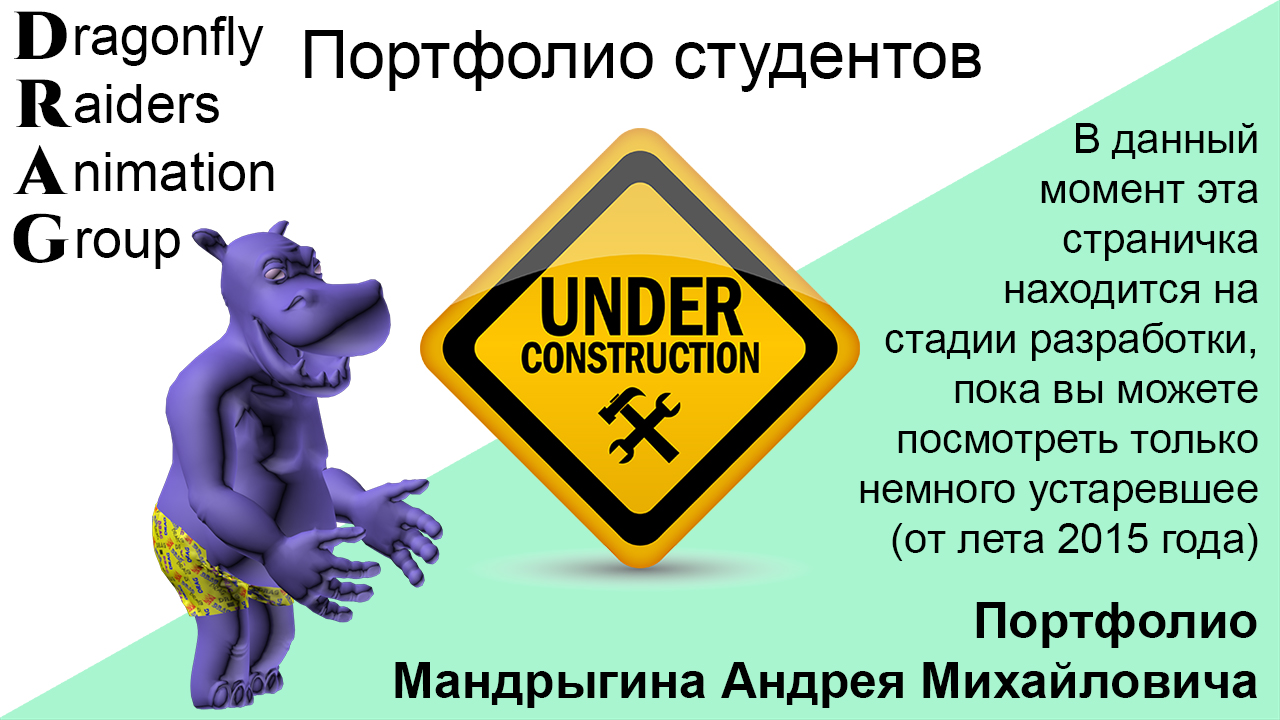 Dragonfly
Raiders
Animation
Group
Портфолио студентов
UNDER
CONSTRUCTION
В данный
момент эта
страничка
находится на
стадии разработки,
пока вы можете
посмотреть только
немного устаревшее
(от лета 2015 года)
Портфолио
Мандрыгина Андрея Михайловича